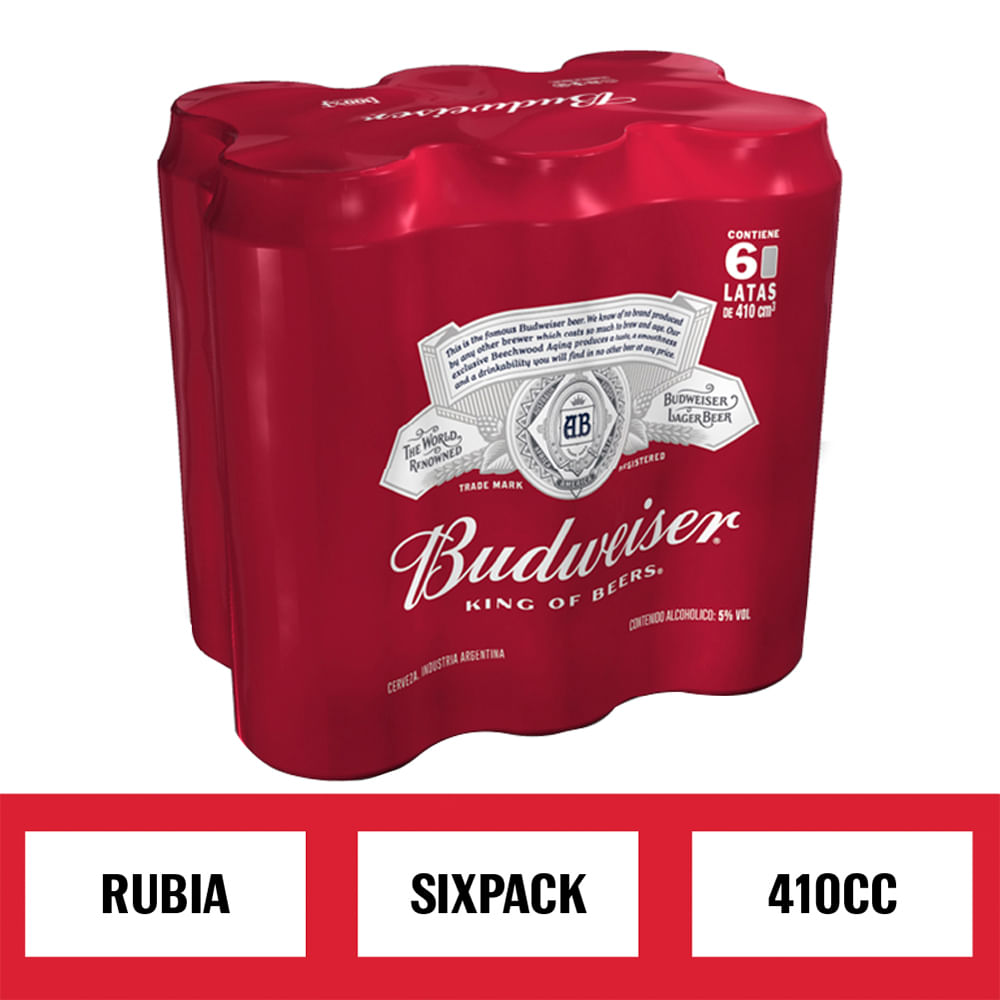 Budweiser
CONTIENE
6
LATAS
DE 410 cm³
This is the famous Budweiser beer. We know of no brand produced
by any other brewer which costs so much to brew and age. Our
exclusive Beechwood Aging produces a taste, a smoothness
and a drinkability you will find in no other beer at any price.
THE WORLD
RENOWNED
AB
AMERICA
BUDWEISER
LAGER BEER
TRADE MARK
REGISTERED
Budweiser®
KING OF BEERS®
CONTENIDO ALCOHOLICO: 5% VOL
CERVEZA. INDUSTRIA ARGENTINA
RUBIA
SIXPACK
410CC